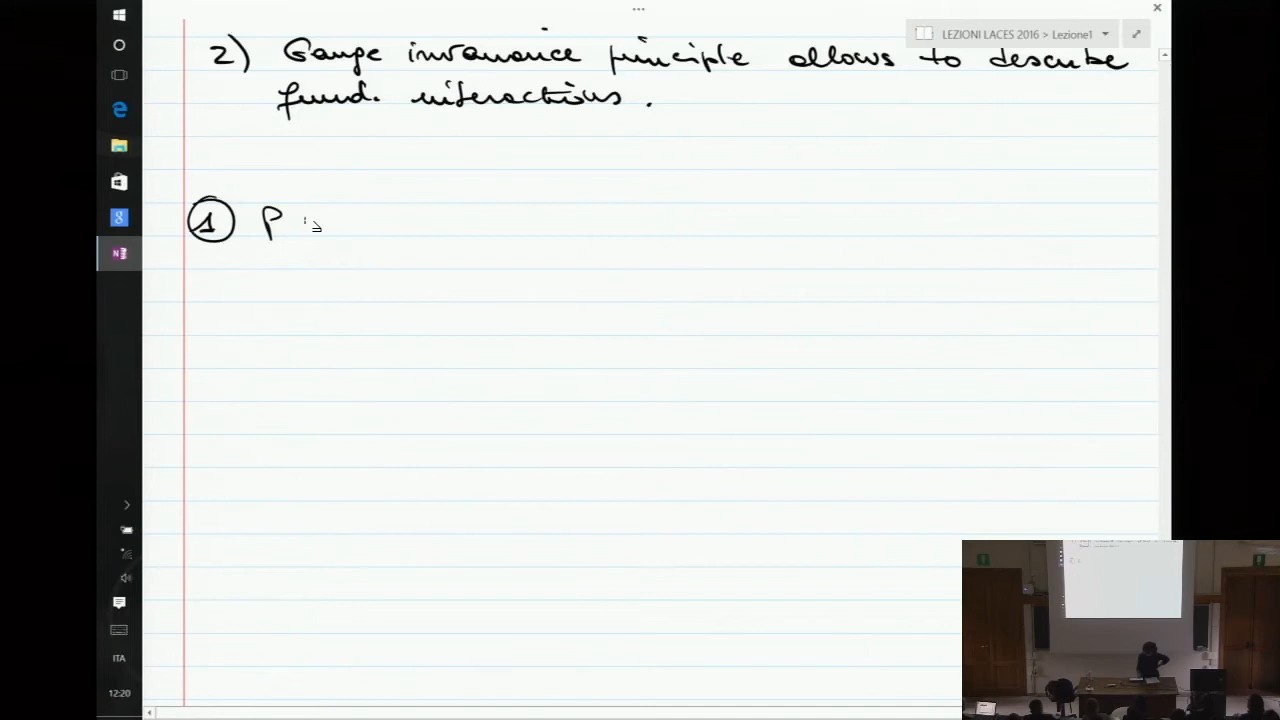 ...
LEZIONI LACES 2016 > Lezione1
2) Gauge invariance principle allows to describe
fund. interactions.
1 P
ITA
12:20